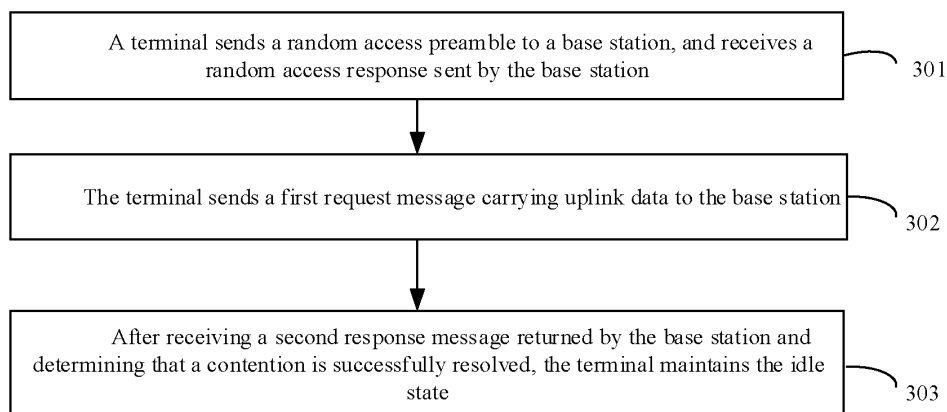 A terminal sends a random access preamble to a base station, and receives a
random access response sent by the base station
301
The terminal sends a first request message carrying uplink data to the base station
302
After receiving a second response message returned by the base station and
determining that a contention is successfully resolved, the terminal maintains the idle
state
303